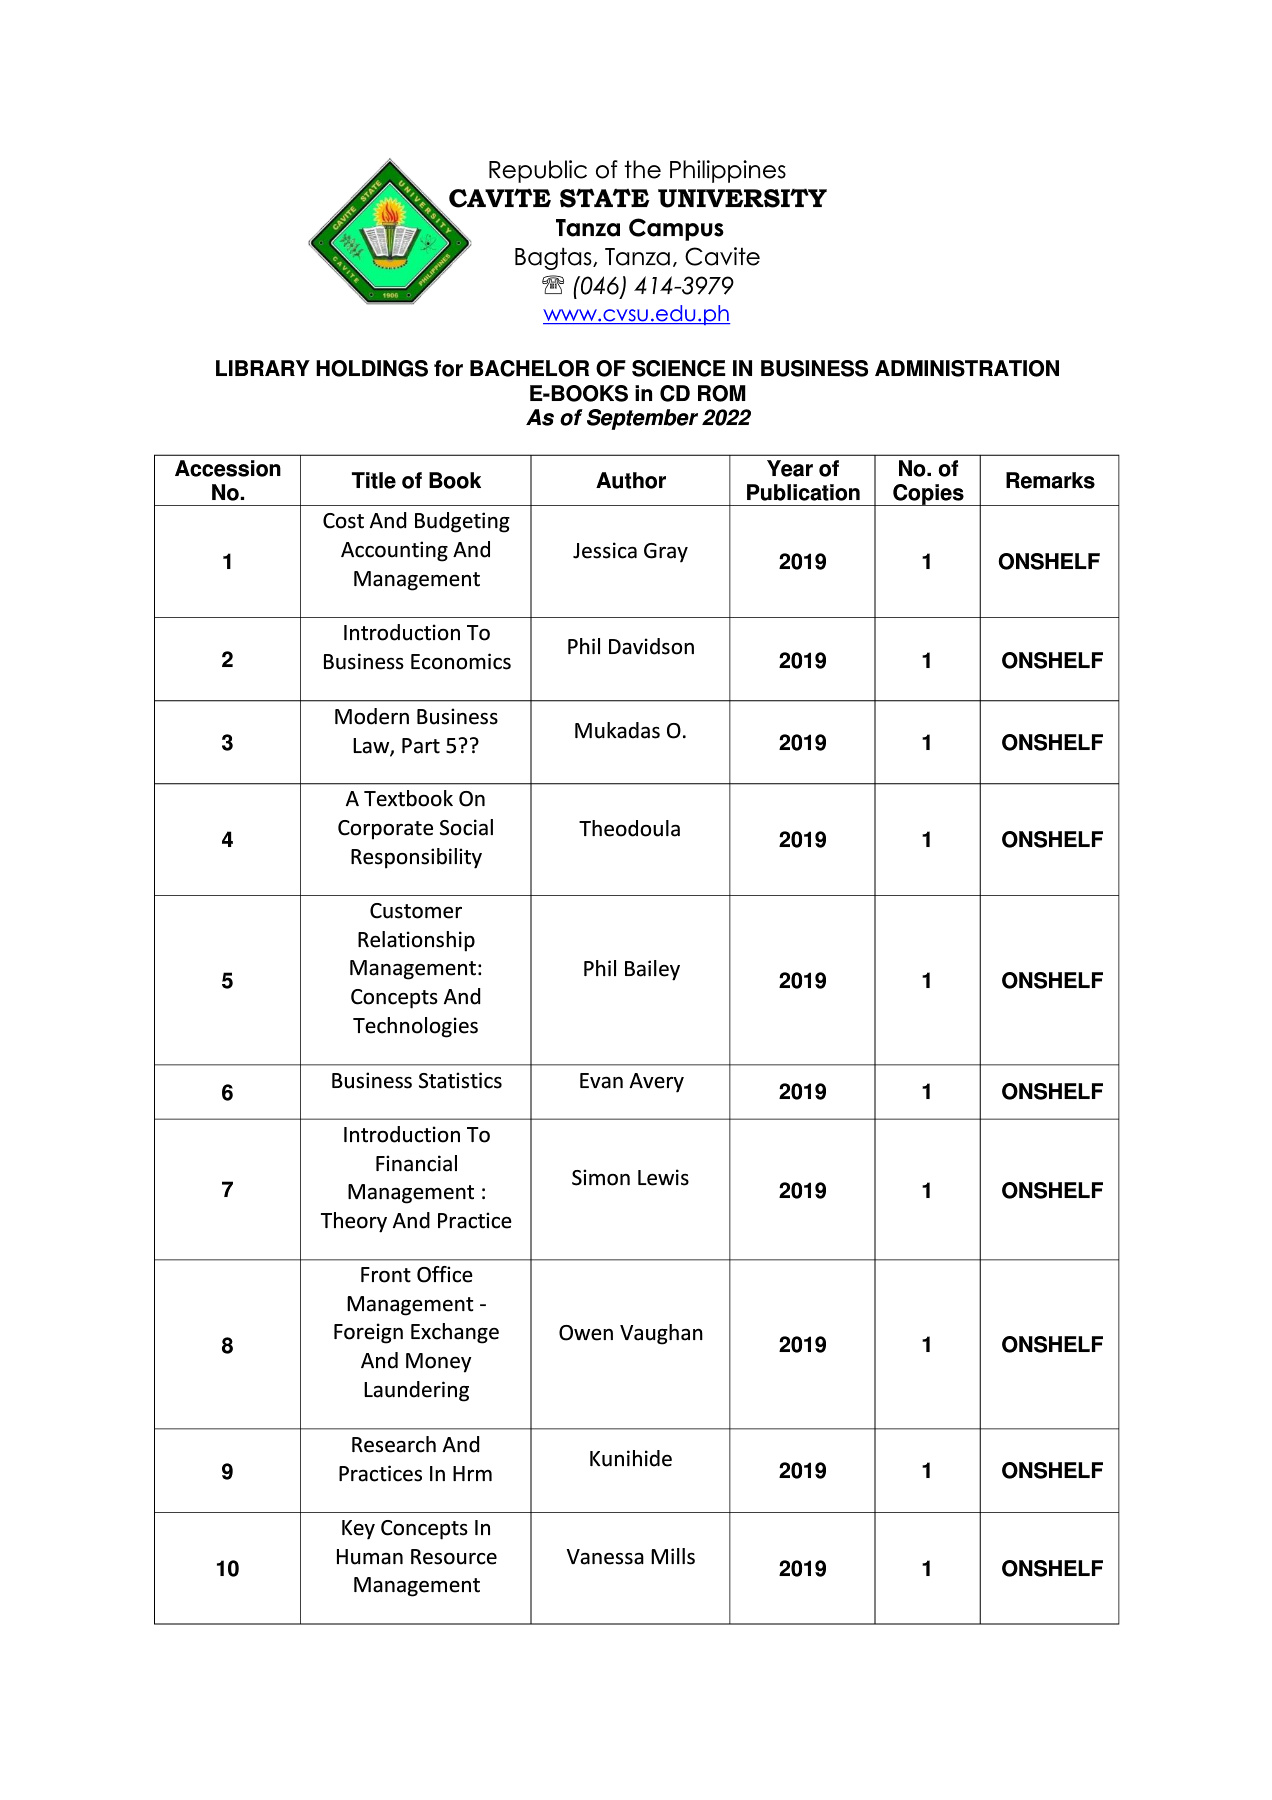 Republic of the Philippines
CAVITE STATE UNIVERSITY
Tanza Campus
Bagtas, Tanza, Cavite
☏ (046) 414-3979
www.cvsu.edu.ph
CAVITE STATE UNIVERSITY
CAVITE PHILIPPINES
1906
LIBRARY HOLDINGS for BACHELOR OF SCIENCE IN BUSINESS ADMINISTRATION
E-BOOKS in CD ROM
As of September 2022
Accession No. Title of Book Author Year of Publication No. of Copies Remarks
1
Cost And Budgeting
Accounting And
Management
Jessica Gray
2019
1
ONSHELF
2
Introduction To
Business Economics
Phil Davidson
2019
1
ONSHELF
3
Modern Business
Law, Part 5??
Mukadas O.
2019
1
ONSHELF
4
A Textbook On
Corporate Social
Responsibility
Theodoula
2019
1
ONSHELF
5
Customer
Relationship
Management:
Concepts And
Technologies
Phil Bailey
2019
1
ONSHELF
6
Business Statistics
Evan Avery
2019
1
ONSHELF
7
Introduction To
Financial
Management :
Theory And Practice
Simon Lewis
2019
1
ONSHELF
8
Front Office
Management -
Foreign Exchange
And Money
Laundering
Owen Vaughan
2019
1
ONSHELF
9
Research And
Practices In Hrm
Kunihide
2019
1
ONSHELF
10
Key Concepts In
Human Resource
Management
Vanessa Mills
2019
1
ONSHELF